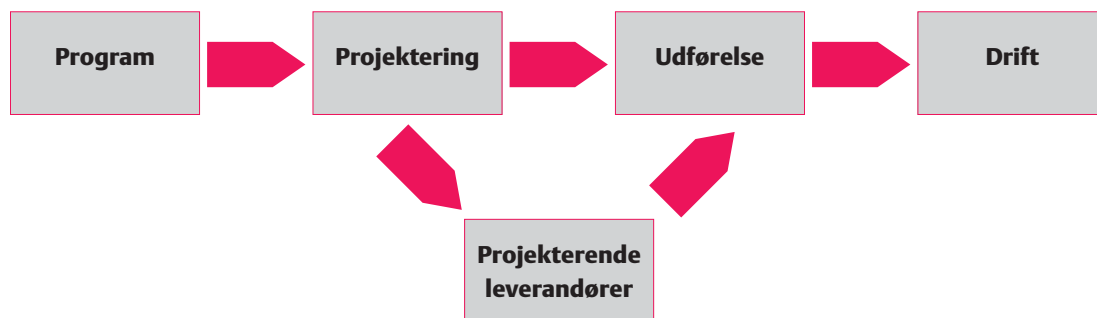 Program
Projektering
Udførelse
Drift
Projekterende
leverandører